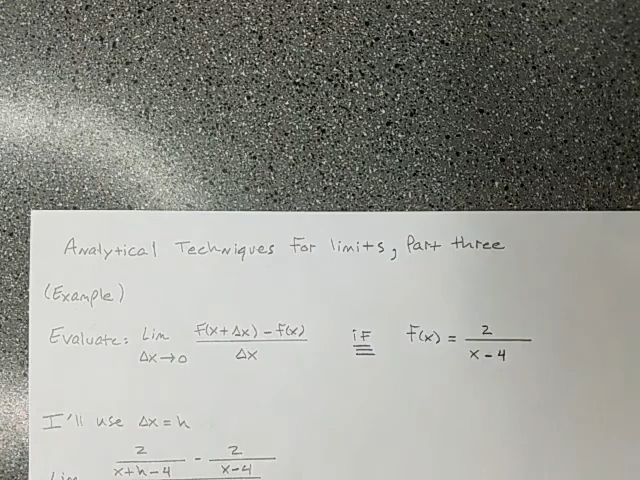 Analytical Techniques for limits, Part three
(Example)
Evaluate: Lim Δx→0 F(x+Δx) - F(x) / Δx if F(x) = 2 / x-4
I'll use Δx = h
Lim 2 / x+h-4 - 2 / x-4